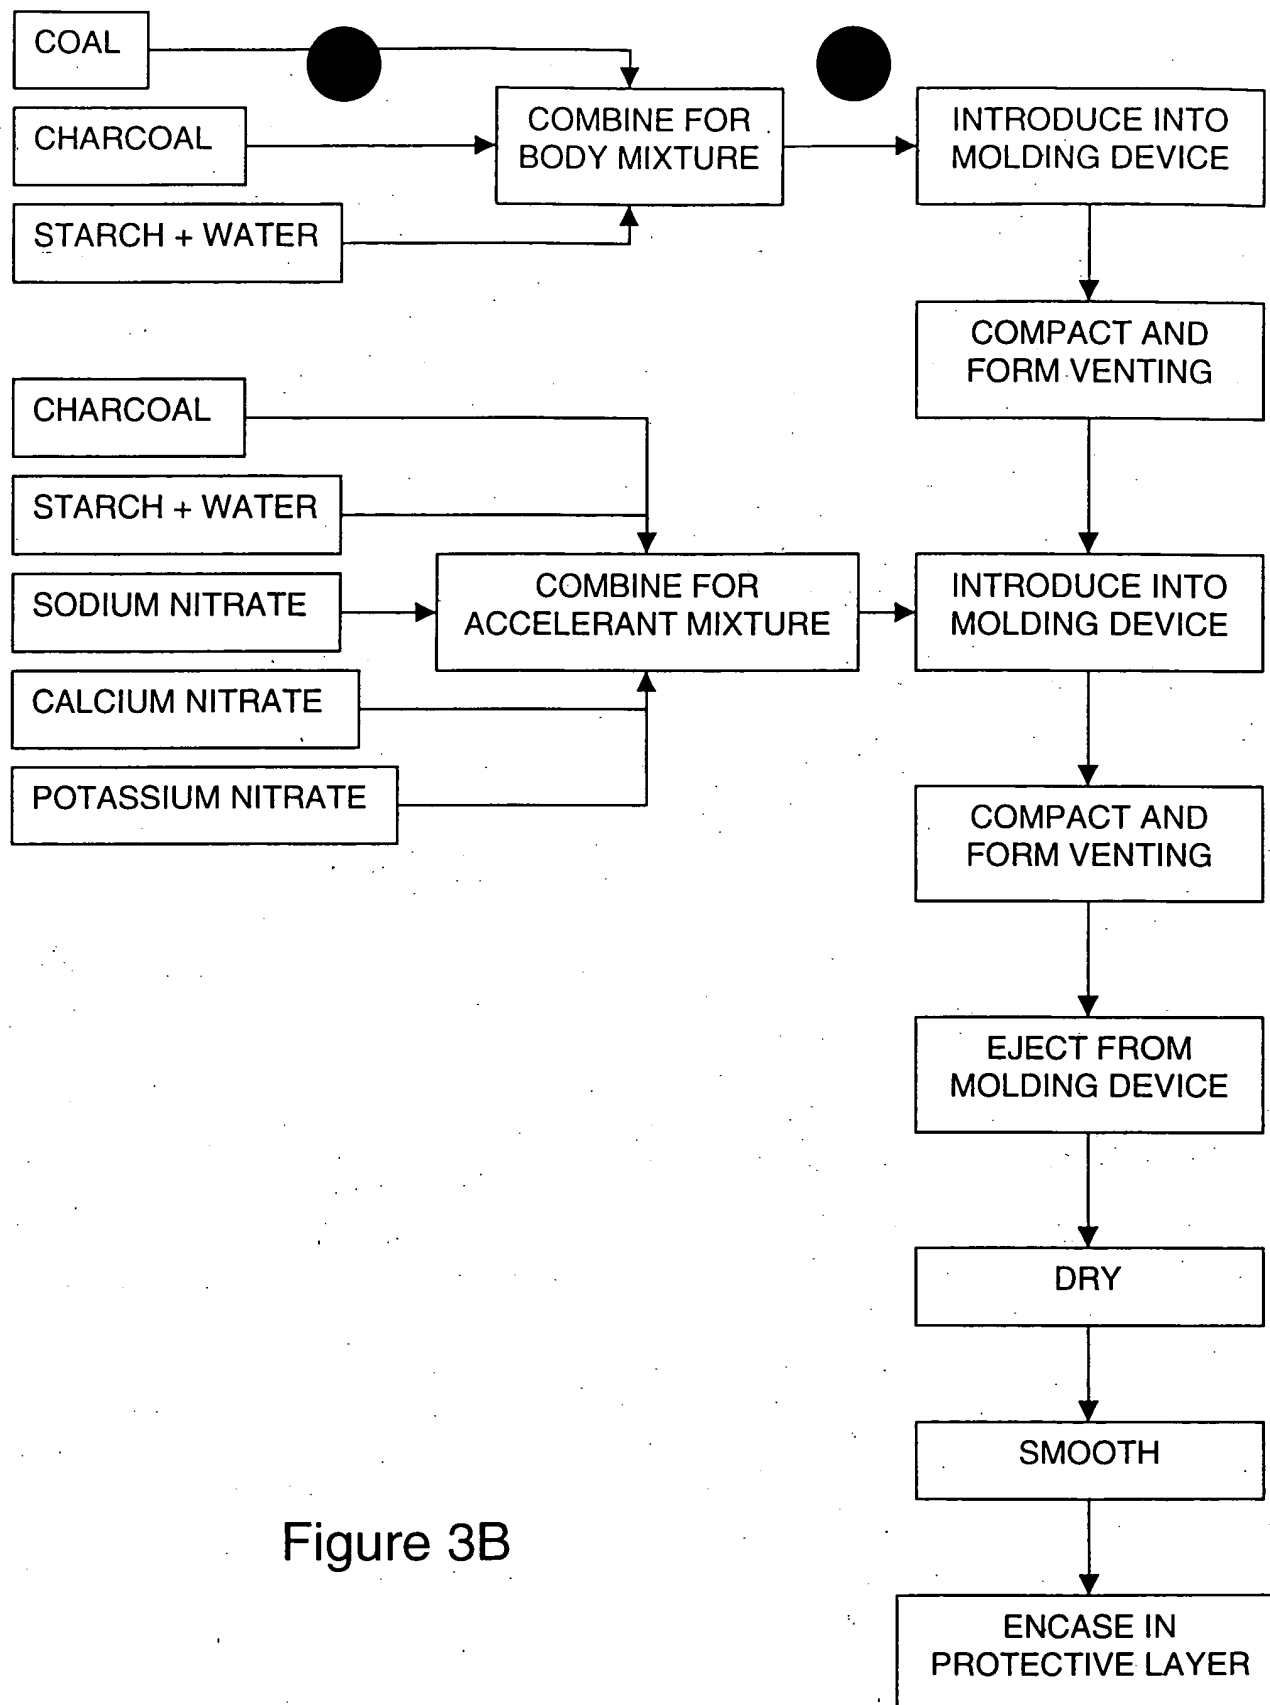 COAL
CHARCOAL
STARCH + WATER
COMBINE FOR
BODY MIXTURE
INTRODUCE INTO
MOLDING DEVICE
COMPACT AND
FORM VENTING
CHARCOAL
STARCH + WATER
SODIUM NITRATE
CALCIUM NITRATE
POTASSIUM NITRATE
COMBINE FOR
ACCELERANT MIXTURE
INTRODUCE INTO
MOLDING DEVICE
COMPACT AND
FORM VENTING
EJECT FROM
MOLDING DEVICE
DRY
SMOOTH
ENCASE IN
PROTECTIVE LAYER
Figure 3B